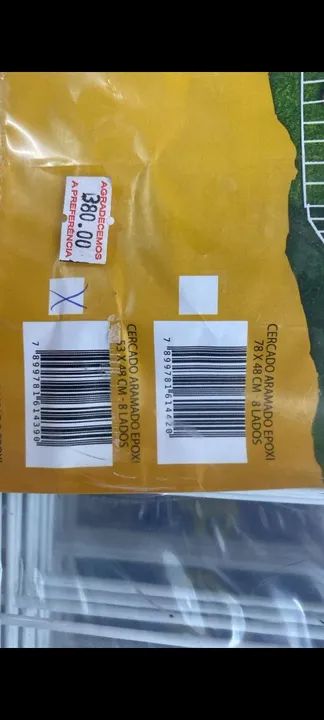 CERCADO ARAMADO EPOXI
78 X 48 CM - 8 LADOS
7 899781 614420
AGRADECEMOS
380.00
A PREFERÊNCIA
X
CERCADO ARAMADO EPOXI
53 X 48 CM - 8 LADOS
7 899781 614390